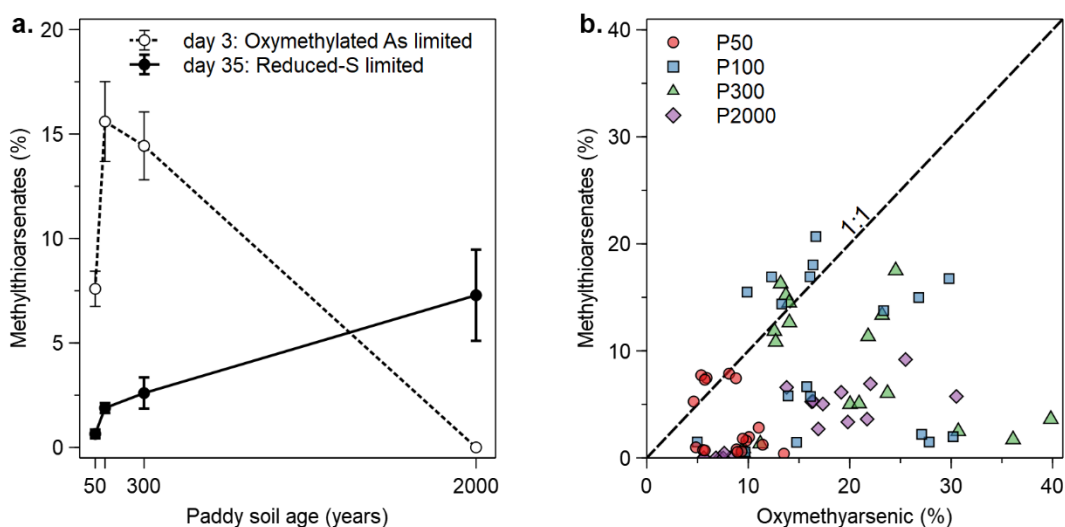 a.
day 3: Oxymethylated As limited
day 35: Reduced-S limited
Methylthioarsenates (%)
20
15
10
5
0
50
300
2000
Paddy soil age (years)
b.
P50
P100
P300
P2000
1:1
Methylthioarsenates (%)
40
30
20
10
0
0
10
20
30
40
Oxymethyarsenic (%)